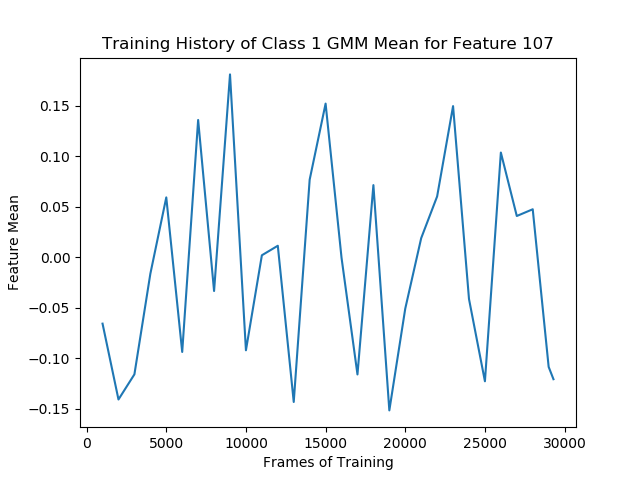 Training History of Class 1 GMM Mean for Feature 107
0.15
0.10
0.05
0.00
−0.05
−0.10
−0.15
Feature Mean
0 5000 10000 15000 20000 25000 30000
Frames of Training